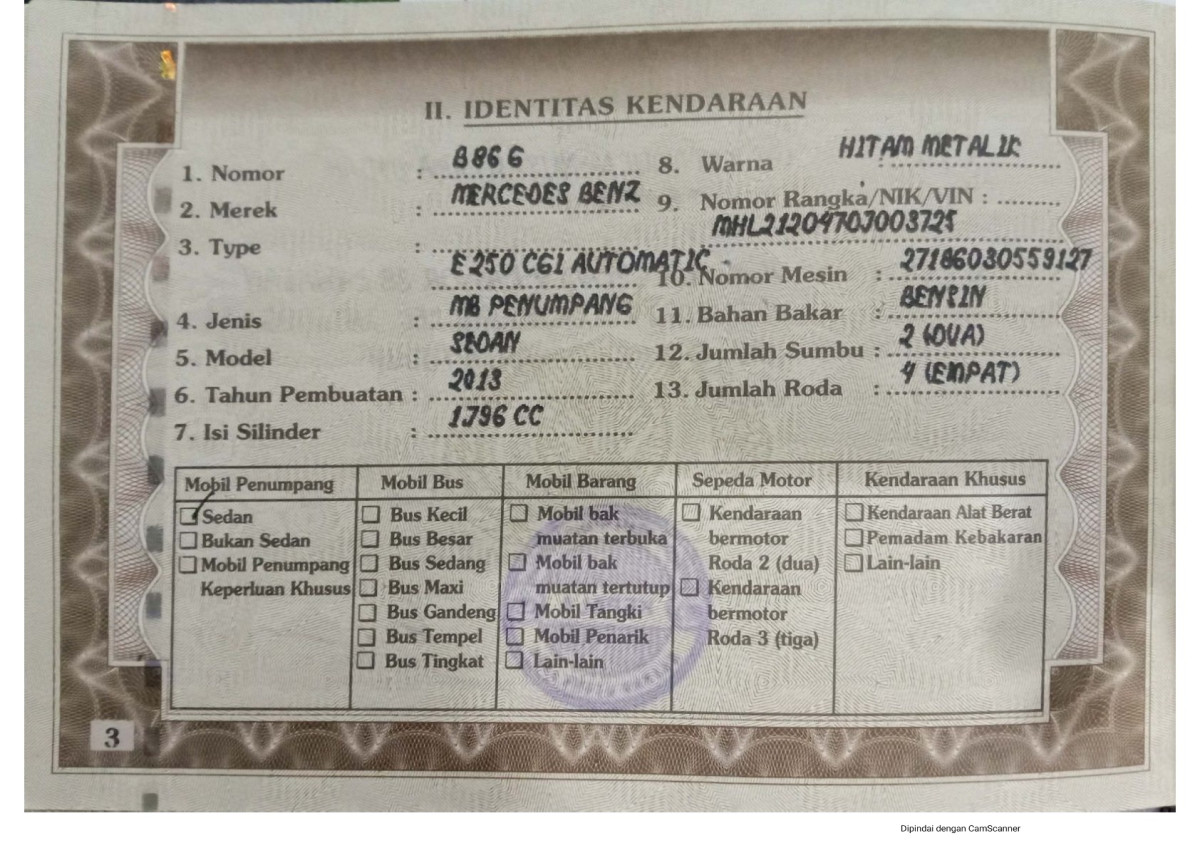 II. IDENTITAS KENDARAAN
1. Nomor : B86 G
2. Merek : MERCEDES BENZ
3. Type :
E 250 CGI AUTOMATIC
4. Jenis : MB PENUMPANG
5. Model : SEDAN
6. Tahun Pembuatan : 2013
7. Isi Silinder : 1.796 CC
8. Warna : HITAM METALIK
9. Nomor Rangka/NIK/VIN :
MHL212047DJ003725
10. Nomor Mesin : 27186030559127
11. Bahan Bakar : BENSIN
12. Jumlah Sumbu : 2 (DUA)
13. Jumlah Roda : 4 (EMPAT)
Mobil Penumpang
Sedan
Bukan Sedan
Mobil Penumpang
Keperluan Khusus
Mobil Bus
Bus Kecil
Bus Besar
Bus Sedang
Bus Maxi
Bus Gandeng
Bus Tempel
Bus Tingkat
Mobil Barang
Mobil bak
muatan terbuka
Mobil bak
muatan tertutup
Mobil Tangki
Mobil Penarik
Lain-lain
Sepeda Motor
Kendaraan
bermotor
Roda 2 (dua)
Kendaraan
bermotor
Roda 3 (tiga)
Kendaraan Khusus
Kendaraan Alat Berat
Pemadam Kebakaran
Lain-lain
3
Dipindai dengan CamScanner